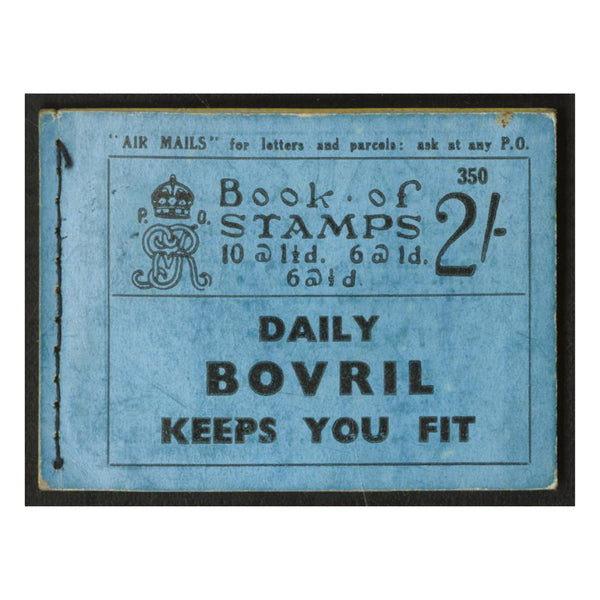 "AIR MAILS" for letters and parcels: ask at any P.O.
350
P. O.
Book · of
STAMPS 2/-
10 @ 1½d. 6 @ 1d.
6 @ ½d
DAILY
BOVRIL
KEEPS YOU FIT